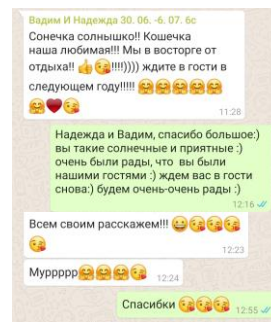 Вадим И Надежда 30. 06. -6. 07. 6с
Сонечка солнышко!! Кошечка
наша любимая!!! Мы в восторге от
отдыха!! 👍😘!!!!)))) ждите в гости в
следующем году!!!!! 🤗🤗🤗🤗🤗
🤗❤️😘
11:28
Надежда и Вадим, спасибо большое:)
вы такие солнечные и приятные :)
очень были рады, что вы были
нашими гостями :) ждем вас в гости
снова:) будем очень-очень рады :)
12:16
Всем своим расскажем!!! 😄😘😘😘
😘
12:23
Мурррррр🤗🤗🤗😘 12:24
Спасибки 😘😘😘 12:55